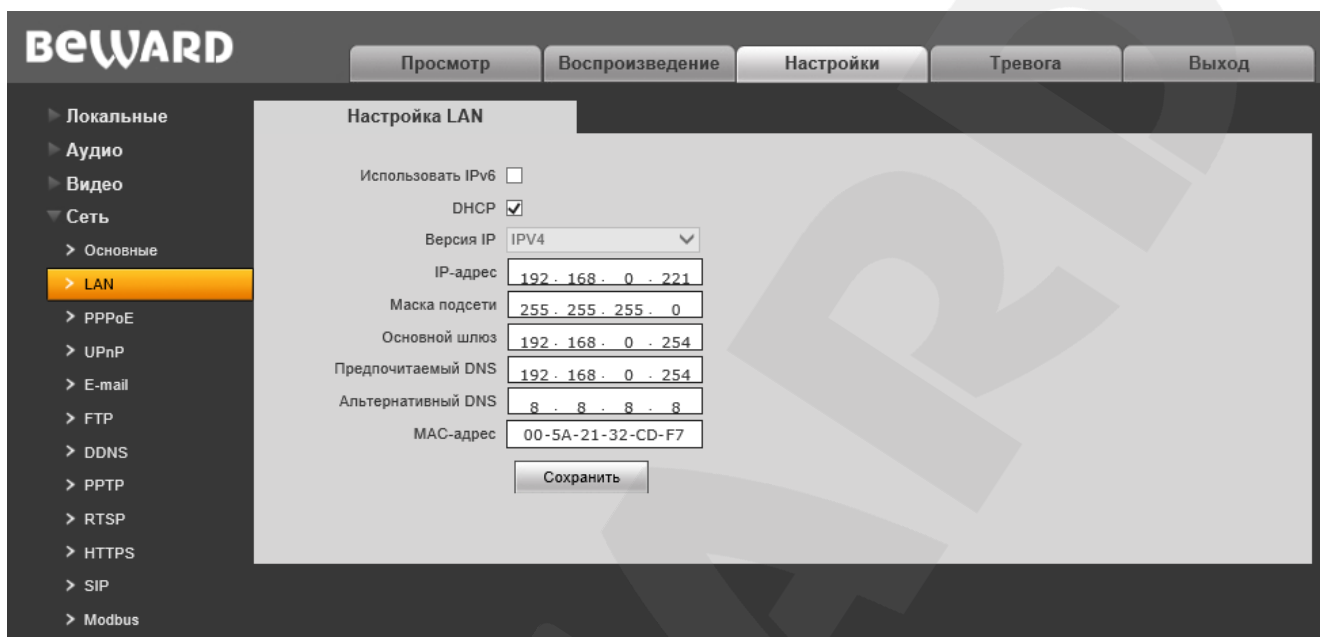 BEWARD
Просмотр Воспроизведение Настройки Тревога Выход
Локальные
Аудио
Видео
Сеть
Основные
LAN
PPPoE
UPnP
E-mail
FTP
DDNS
PPTP
RTSP
HTTPS
SIP
Modbus
Настройка LAN
Использовать IPv6
DHCP
Версия IP IPV4
IP-адрес 192 . 168 . 0 . 221
Маска подсети 255 . 255 . 255 . 0
Основной шлюз 192 . 168 . 0 . 254
Предпочитаемый DNS 192 . 168 . 0 . 254
Альтернативный DNS 8 . 8 . 8 . 8
MAC-адрес 00-5A-21-32-CD-F7
Сохранить